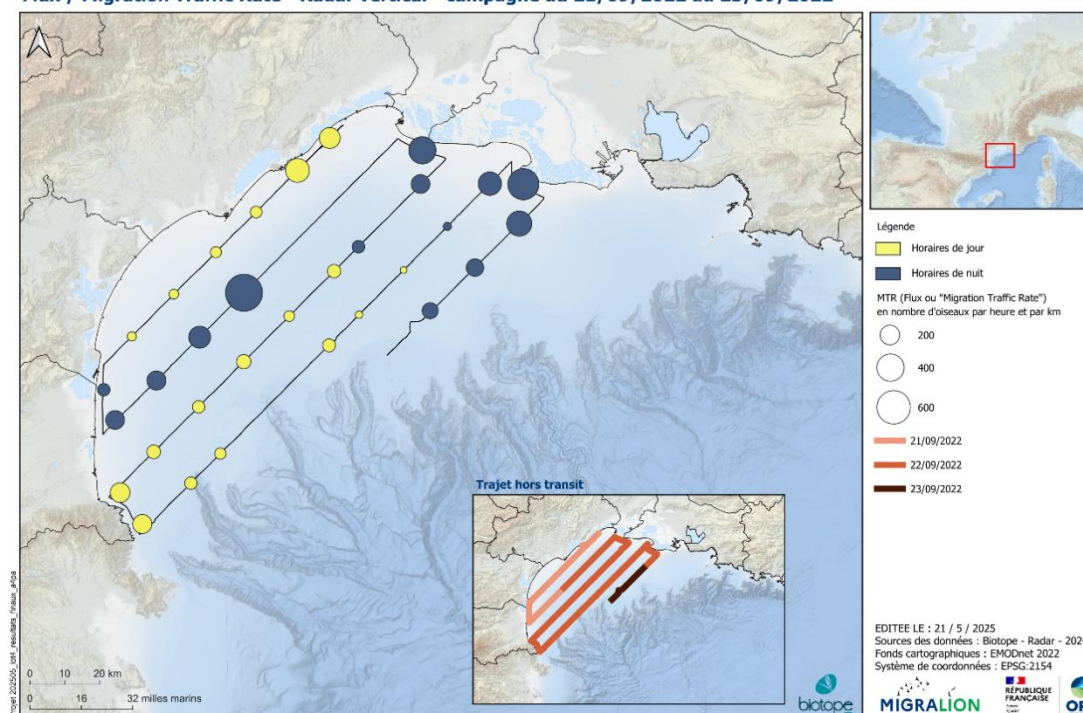 Flux / Migration Traffic Rate - Radar vertical - Campagne du 21/09/2022 au 23/09/2022
Légende
Horaires de jour
Horaires de nuit
MTR (Flux ou "Migration Traffic Rate")
en nombre d'oiseaux par heure et par km
200
400
600
21/09/2022
22/09/2022
23/09/2022
Trajet hors transit
0 10 20 km
0 16 32 milles marins
biotope
EDITEE LE : 21 / 5 / 2025
Sources des données : Biotope - Radar - 2024
Fonds cartographiques : EMODnet 2022
Système de coordonnées : EPSG:2154
MIGRALION
RÉPUBLIQUE
FRANÇAISE